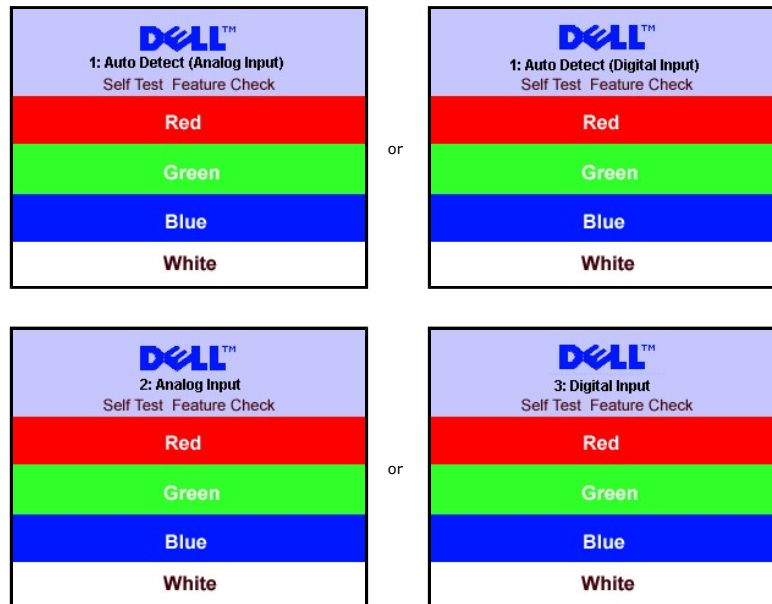 DELL™
1: Auto Detect (Analog Input)
Self Test Feature Check
Red
Green
Blue
White
or
DELL™
1: Auto Detect (Digital Input)
Self Test Feature Check
Red
Green
Blue
White
DELL™
2: Analog Input
Self Test Feature Check
Red
Green
Blue
White
or
DELL™
3: Digital Input
Self Test Feature Check
Red
Green
Blue
White